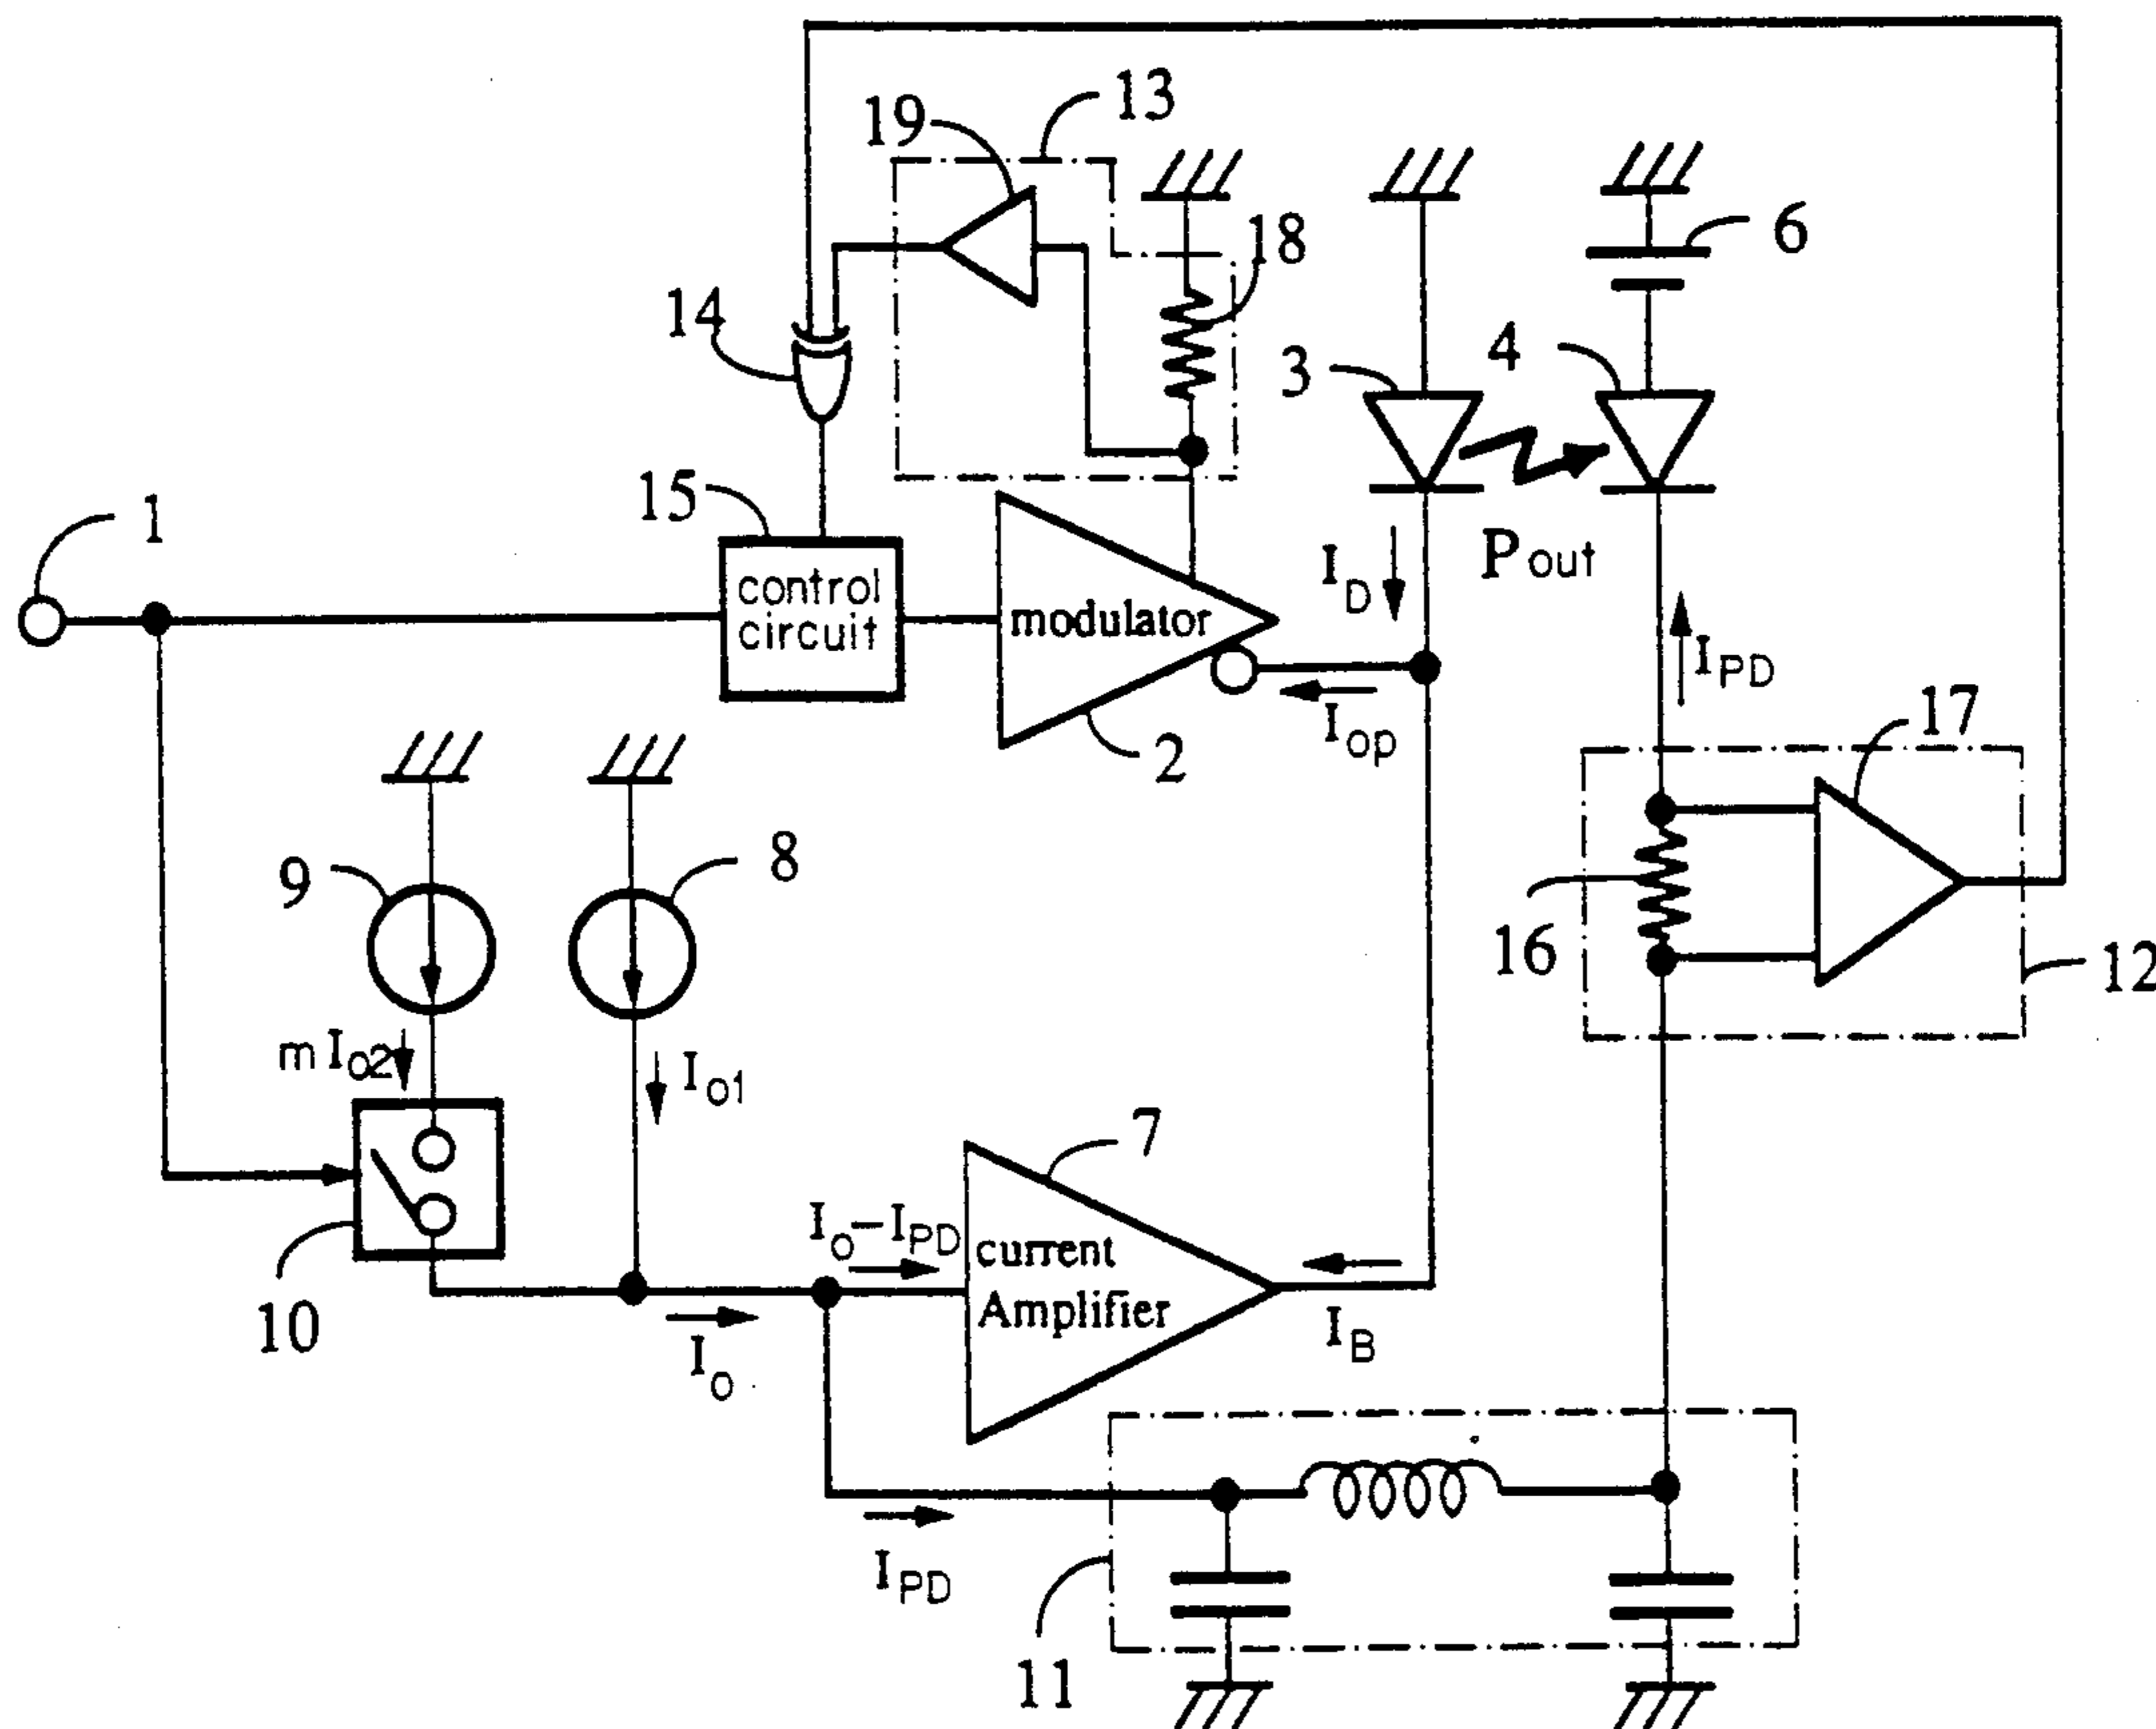 13
19
18
6
14
3
4
15
1
control
circuit
modulator
I_D
P_out
I_PD
I_op
2
17
9
8
16
12
mI_o2
I_o1
7
I_o-I_PD
current
Amplifier
10
I_o
I_B
I_PD
11